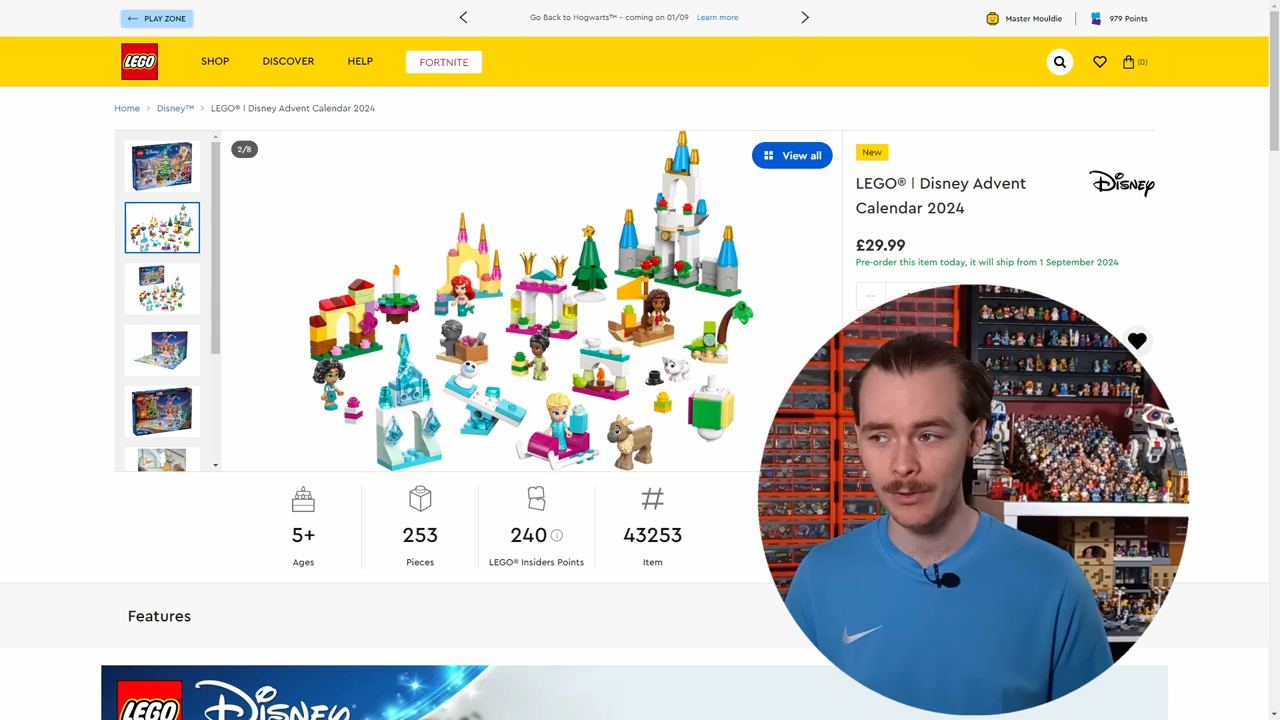 PLAY ZONE
Go Back to Hogwarts™ - coming on 01/09 Learn more
Master Mouldie
979 Points
LEGO
SHOP
DISCOVER
HELP
FORTNITE
(0)
Home > Disney™ > LEGO® | Disney Advent Calendar 2024
2/8
View all
New
LEGO® | Disney Advent
Calendar 2024
Disney
£29.99
Pre-order this item today, it will ship from 1 September 2024
5+
Ages
253
Pieces
240
LEGO® Insiders Points
#
43253
Item
Features
LEGO
Disney